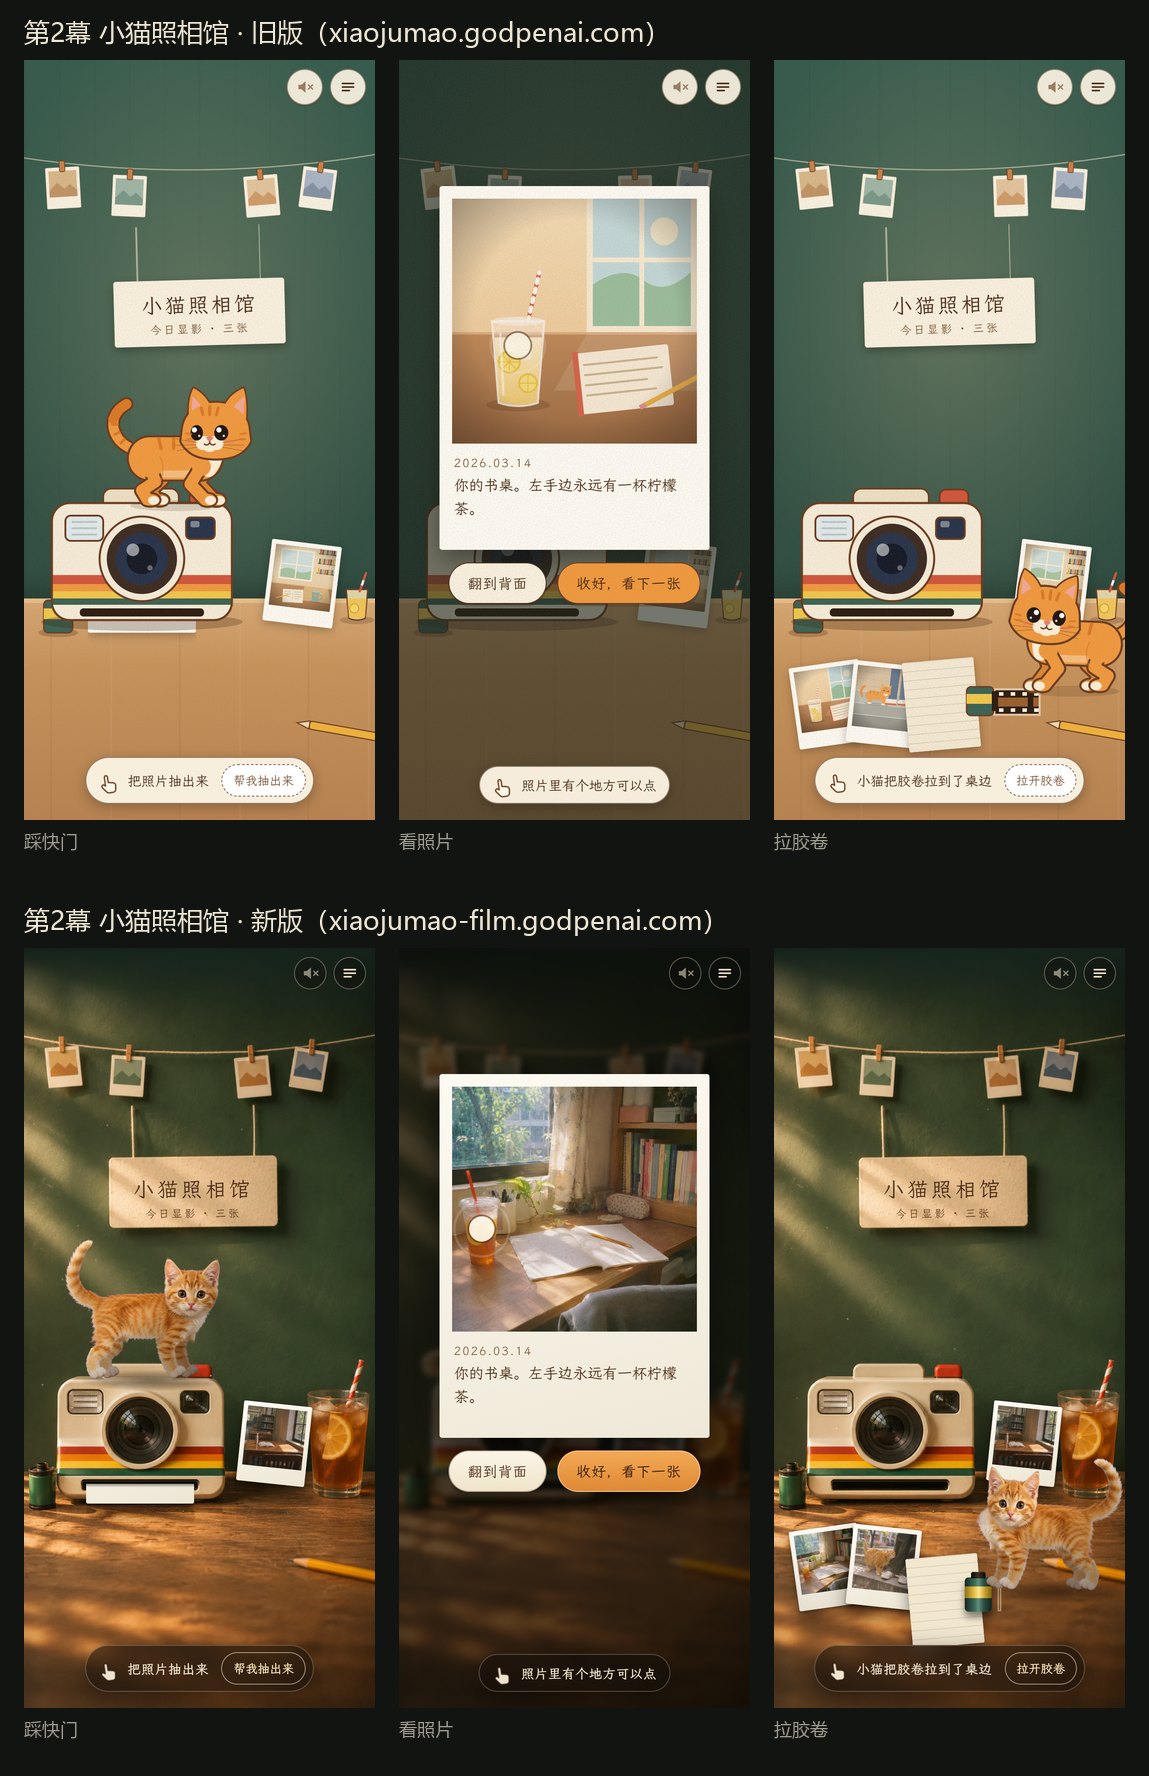 第2幕 小猫照相馆 · 旧版（xiaojumao.godpenai.com）
小猫照相馆
今日显影 · 三张
把照片抽出来
帮我抽出来
踩快门
2026.03.14
你的书桌。左手边永远有一杯柠檬
茶。
翻到背面
收好，看下一张
照片里有个地方可以点
看照片
小猫照相馆
今日显影 · 三张
小猫把胶卷拉到了桌边
拉开胶卷
拉胶卷
第2幕 小猫照相馆 · 新版（xiaojumao-film.godpenai.com）
小猫照相馆
今日显影 · 三张
把照片抽出来
帮我抽出来
踩快门
2026.03.14
你的书桌。左手边永远有一杯柠檬
茶。
翻到背面
收好，看下一张
照片里有个地方可以点
看照片
小猫照相馆
今日显影 · 三张
小猫把胶卷拉到了桌边
拉开胶卷
拉胶卷